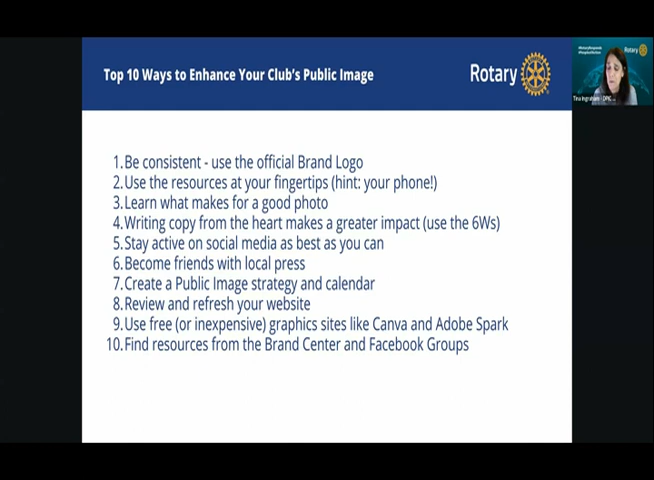 Top 10 Ways to Enhance Your Club's Public Image
Rotary
1. Be consistent - use the official Brand Logo
2. Use the resources at your fingertips (hint: your phone!)
3. Learn what makes for a good photo
4. Writing copy from the heart makes a greater impact (use the 6Ws)
5. Stay active on social media as best as you can
6. Become friends with local press
7. Create a Public Image strategy and calendar
8. Review and refresh your website
9. Use free (or inexpensive) graphics sites like Canva and Adobe Spark
10. Find resources from the Brand Center and Facebook Groups
Rotary
Tina Ingraham - DPIC ...